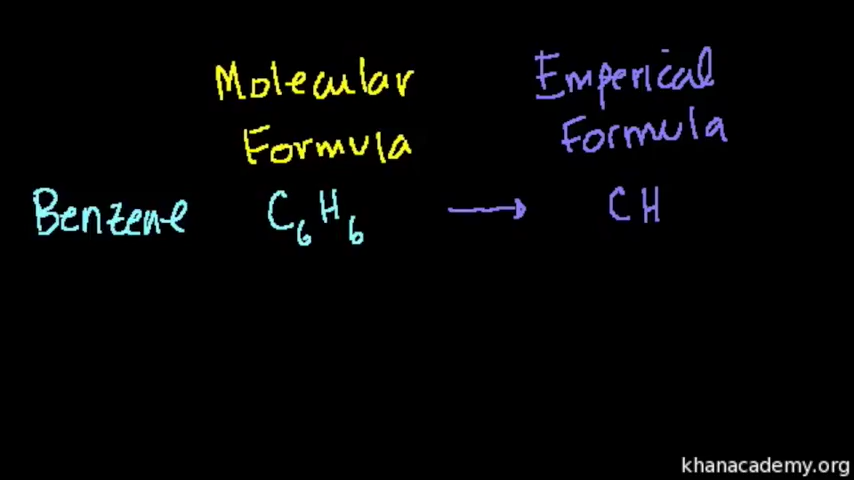 Molecular Emperical
Formula Formula
Benzene C₆H₆ → CH
khanacademy.org